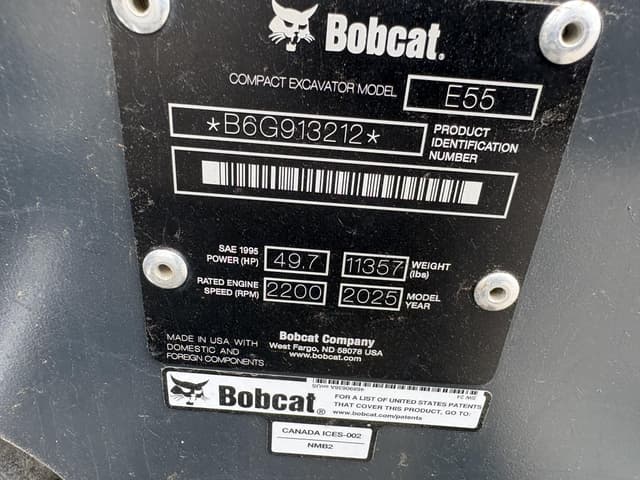 Bobcat®
COMPACT EXCAVATOR MODEL E55
*B6G913212* PRODUCT IDENTIFICATION NUMBER
SAE 1995 POWER (HP) 49.7 11357 WEIGHT (lbs)
RATED ENGINE SPEED (RPM) 2200 2025 MODEL YEAR
MADE IN USA WITH
DOMESTIC AND
FOREIGN COMPONENTS
Bobcat Company
West Fargo, ND 58078 USA
www.bobcat.com
Bobcat®
FOR A LIST OF UNITED STATES PATENTS
THAT COVER THIS PRODUCT, GO TO:
www.bobcat.com/patents
CANADA ICES-002
NMB2